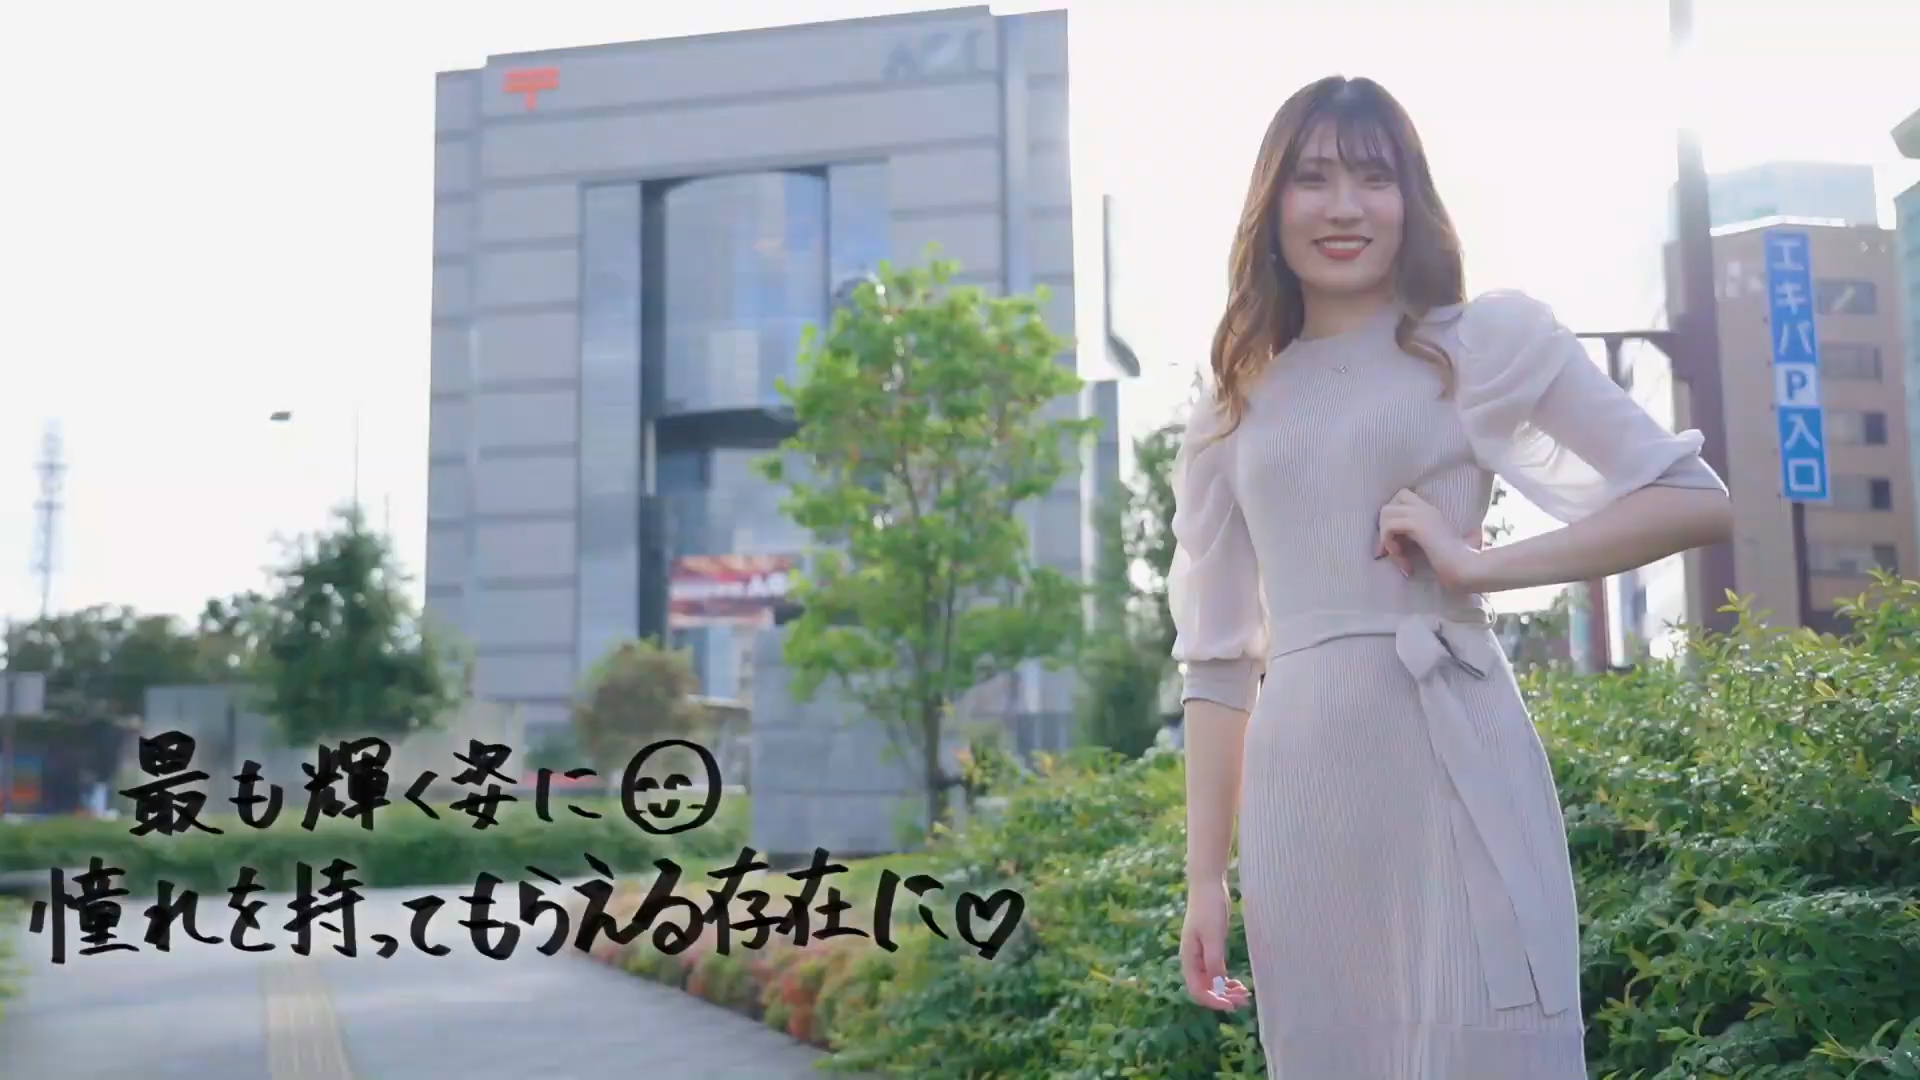 〒
エキパP入口
最も輝く姿に
憧れを持ってもらえる存在に♡